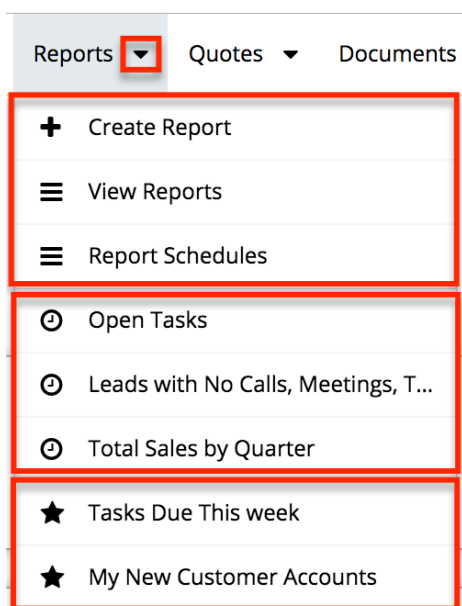 Reports Quotes Documents
Create Report
View Reports
Report Schedules
Open Tasks
Leads with No Calls, Meetings, T...
Total Sales by Quarter
Tasks Due This week
My New Customer Accounts